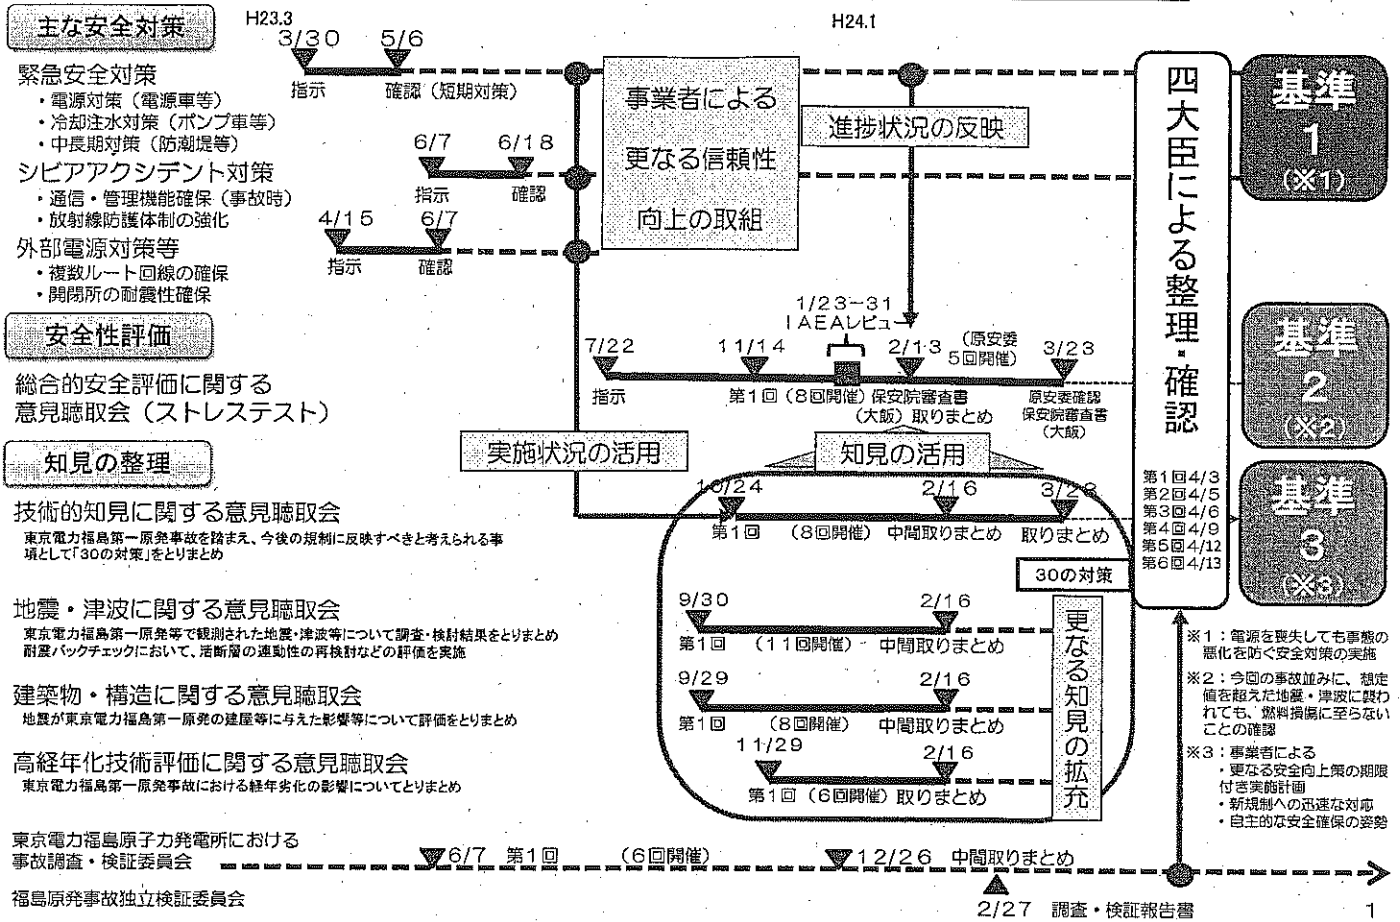 主な安全対策
H23.3
H24.1
3/30
5/6
指示
確認（短期対策）
緊急安全対策
・電源対策（電源車等）
・冷却注水対策（ポンプ車等）
・中長期対策（防潮堤等）
6/7
6/18
指示
確認
シビアアクシデント対策
・通信・管理機能確保（事故時）
・放射線防護体制の強化
4/15
6/7
指示
確認
外部電源対策等
・複数ルート回線の確保
・開閉所の耐震性確保
事業者による
更なる信頼性
向上の取組
進捗状況の反映
四大臣による整理・確認
第1回4/3
第2回4/5
第3回4/6
第4回4/9
第5回4/12
第6回4/13
基準
1
(※1)
基準
2
(※2)
基準
3
(※3)
安全性評価
総合的安全評価に関する
意見聴取会（ストレステスト）
1/23-31
IAEAレビュー
7/22
11/14
2/13
（原安委
5回開催）
3/23
指示
第1回（8回開催）保安院審査書
（大飯）取りまとめ
原安委確認
保安院審査書
（大飯）
実施状況の活用
知見の活用
知見の整理
技術的知見に関する意見聴取会
東京電力福島第一原発事故を踏まえ、今後の規制に反映すべきと考えられる事
項として「30の対策」をとりまとめ
10/24
2/16
3/28
第1回
（8回開催）
中間取りまとめ
取りまとめ
30の対策
更なる知見の拡充
地震・津波に関する意見聴取会
東京電力福島第一原発等で観測された地震・津波等について調査・検討結果をとりまとめ
耐震バックチェックにおいて、活断層の連動性の再検討などの評価を実施
9/30
2/16
第1回
（11回開催）
中間取りまとめ
建築物・構造に関する意見聴取会
地震が東京電力福島第一原発の建屋等に与えた影響等について評価をとりまとめ
9/29
2/16
第1回
（8回開催）
中間取りまとめ
高経年化技術評価に関する意見聴取会
東京電力福島第一原発事故における経年劣化の影響についてとりまとめ
11/29
2/16
第1回（6回開催）取りまとめ
※1：電源を喪失しても事態の
悪化を防ぐ安全対策の実施
※2：今回の事故並みに、想定
値を超えた地震・津波に襲わ
れても、燃料損傷に至らない
ことの確認
※3：事業者による
・更なる安全向上策の期限
付き実施計画
・新規制への迅速な対応
・自主的な安全確保の姿勢
東京電力福島原子力発電所における
事故調査・検証委員会
6/7 第1回 （6回開催）
12/26 中間取りまとめ
福島原発事故独立検証委員会
2/27 調査・検証報告書
1